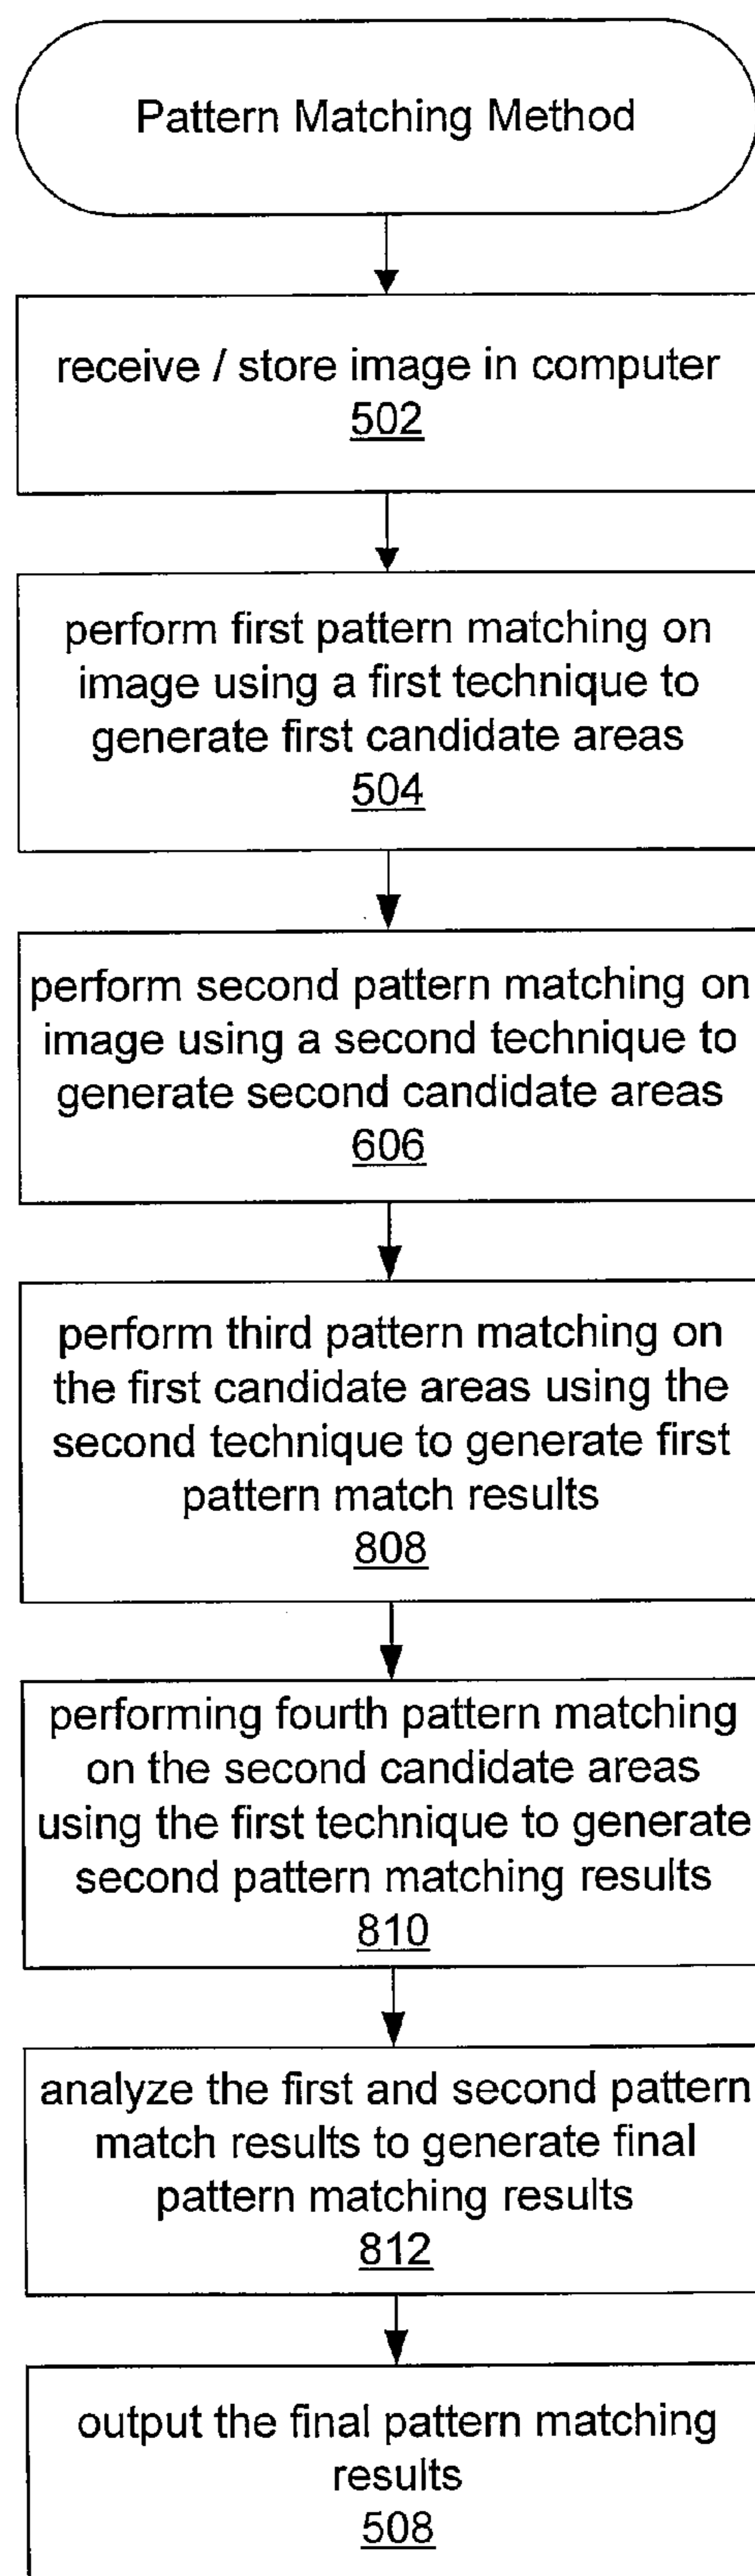 Pattern Matching Method
receive / store image in computer
502
perform first pattern matching on
image using a first technique to
generate first candidate areas
504
perform second pattern matching on
image using a second technique to
generate second candidate areas
606
perform third pattern matching on
the first candidate areas using the
second technique to generate first
pattern match results
808
performing fourth pattern matching
on the second candidate areas
using the first technique to generate
second pattern matching results
810
analyze the first and second pattern
match results to generate final
pattern matching results
812
output the final pattern matching
results
508